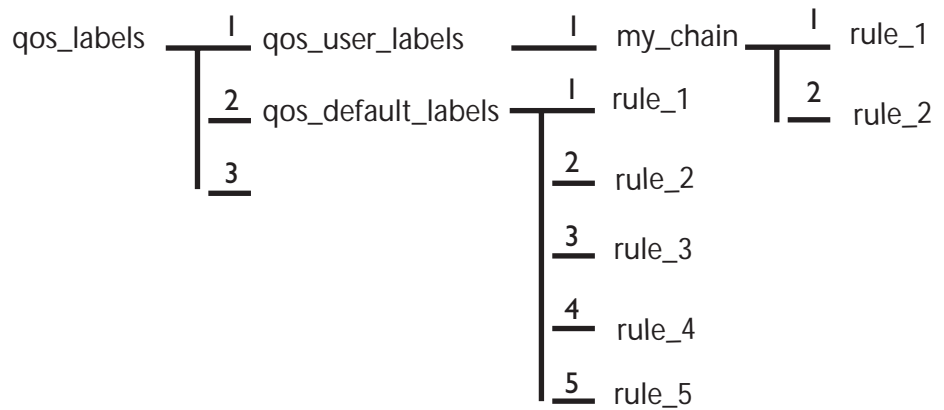 qos_labels 1 qos_user_labels 1 my_chain 1 rule_1
2 rule_2
2 qos_default_labels 1 rule_1
3
2 rule_2
3 rule_3
4 rule_4
5 rule_5